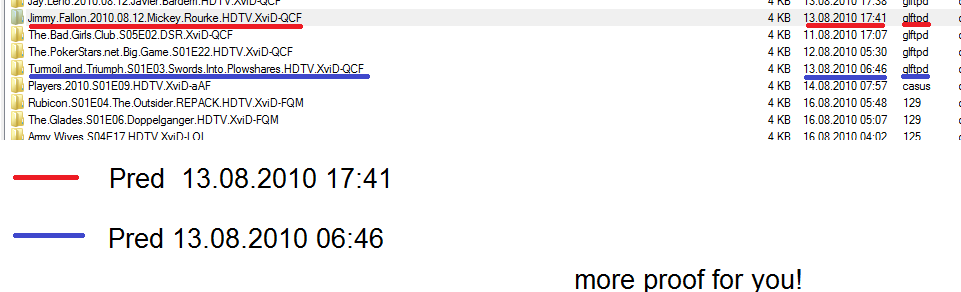 Jay.Leno.2010.08.12.Javier.Bardem.HDTV.XviD-QCF 4 KB 13.08.2010 17:38 glftpd
Jimmy.Fallon.2010.08.12.Mickey.Rourke.HDTV.XviD-QCF 4 KB 13.08.2010 17:41 glftpd
The.Bad.Girls.Club.S05E02.DSR.XviD-QCF 4 KB 11.08.2010 17:07 glftpd
The.PokerStars.net.Big.Game.S01E22.HDTV.XviD-QCF 4 KB 12.08.2010 05:30 glftpd
Turmoil.and.Triumph.S01E03.Swords.Into.Plowshares.HDTV.XviD-QCF 4 KB 13.08.2010 06:46 glftpd
Players.2010.S01E09.HDTV.XviD-aAF 4 KB 14.08.2010 07:57 casus
Rubicon.S01E04.The.Outsider.REPACK.HDTV.XviD-FQM 4 KB 16.08.2010 05:48 129
The.Glades.S01E06.Doppelganger.HDTV.XviD-FQM 4 KB 16.08.2010 05:07 129
Army.Wives.S04E17.HDTV.XviD-LOL 4 KB 16.08.2010 04:02 125
Pred 13.08.2010 17:41
Pred 13.08.2010 06:46
more proof for you!